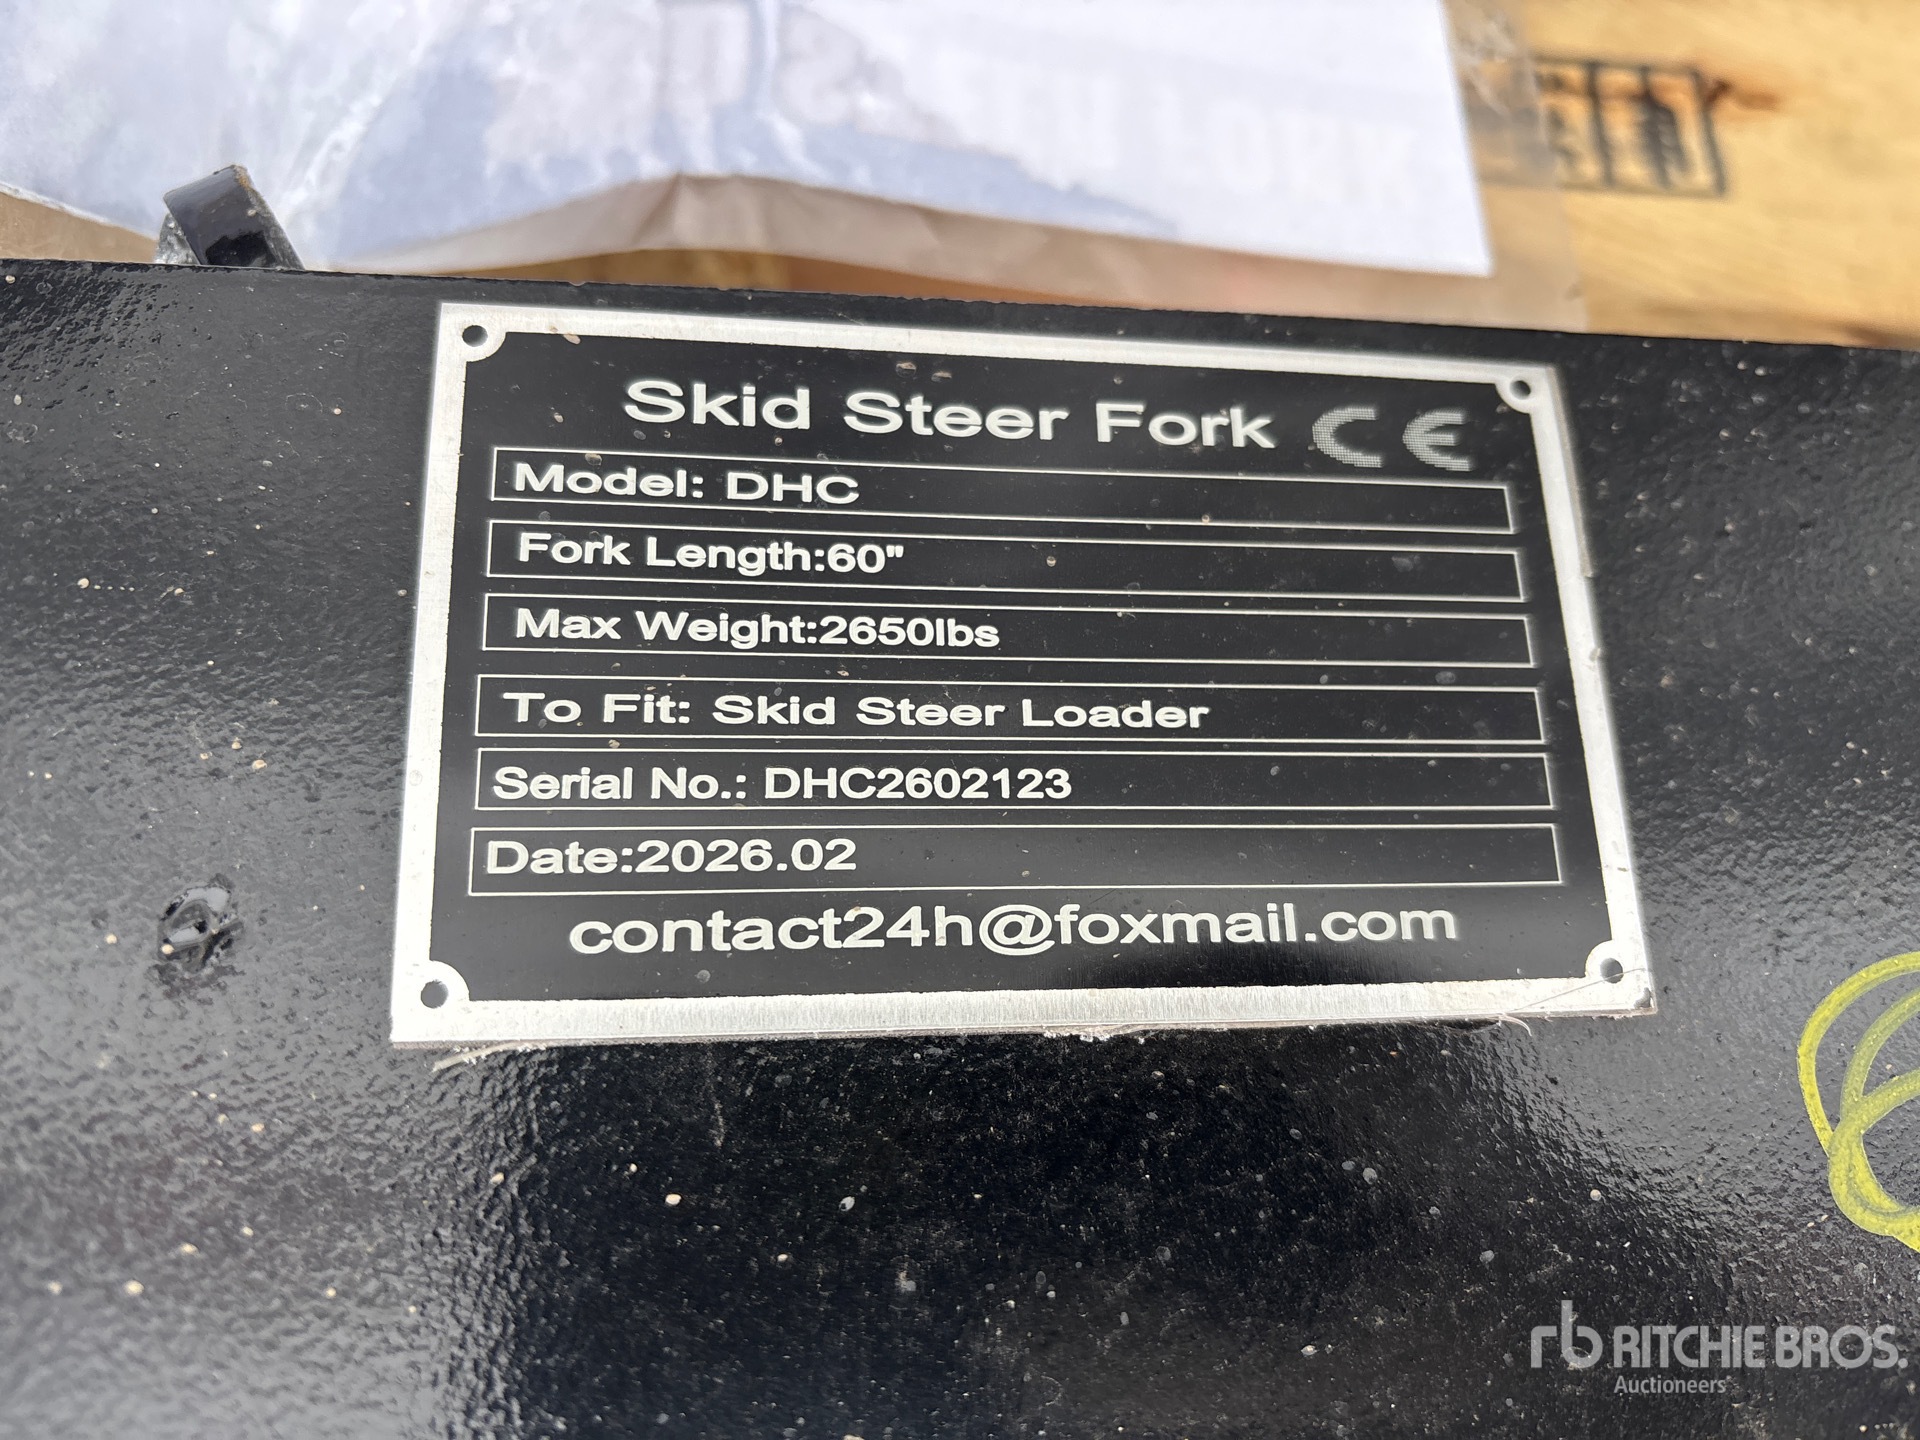 Skid Steer Fork CE
Model: DHC
Fork Length:60"
Max Weight:2650lbs
To Fit: Skid Steer Loader
Serial No.: DHC2602123
Date:2026.02
contact24h@foxmail.com
rb RITCHIE BROS.
Auctioneers